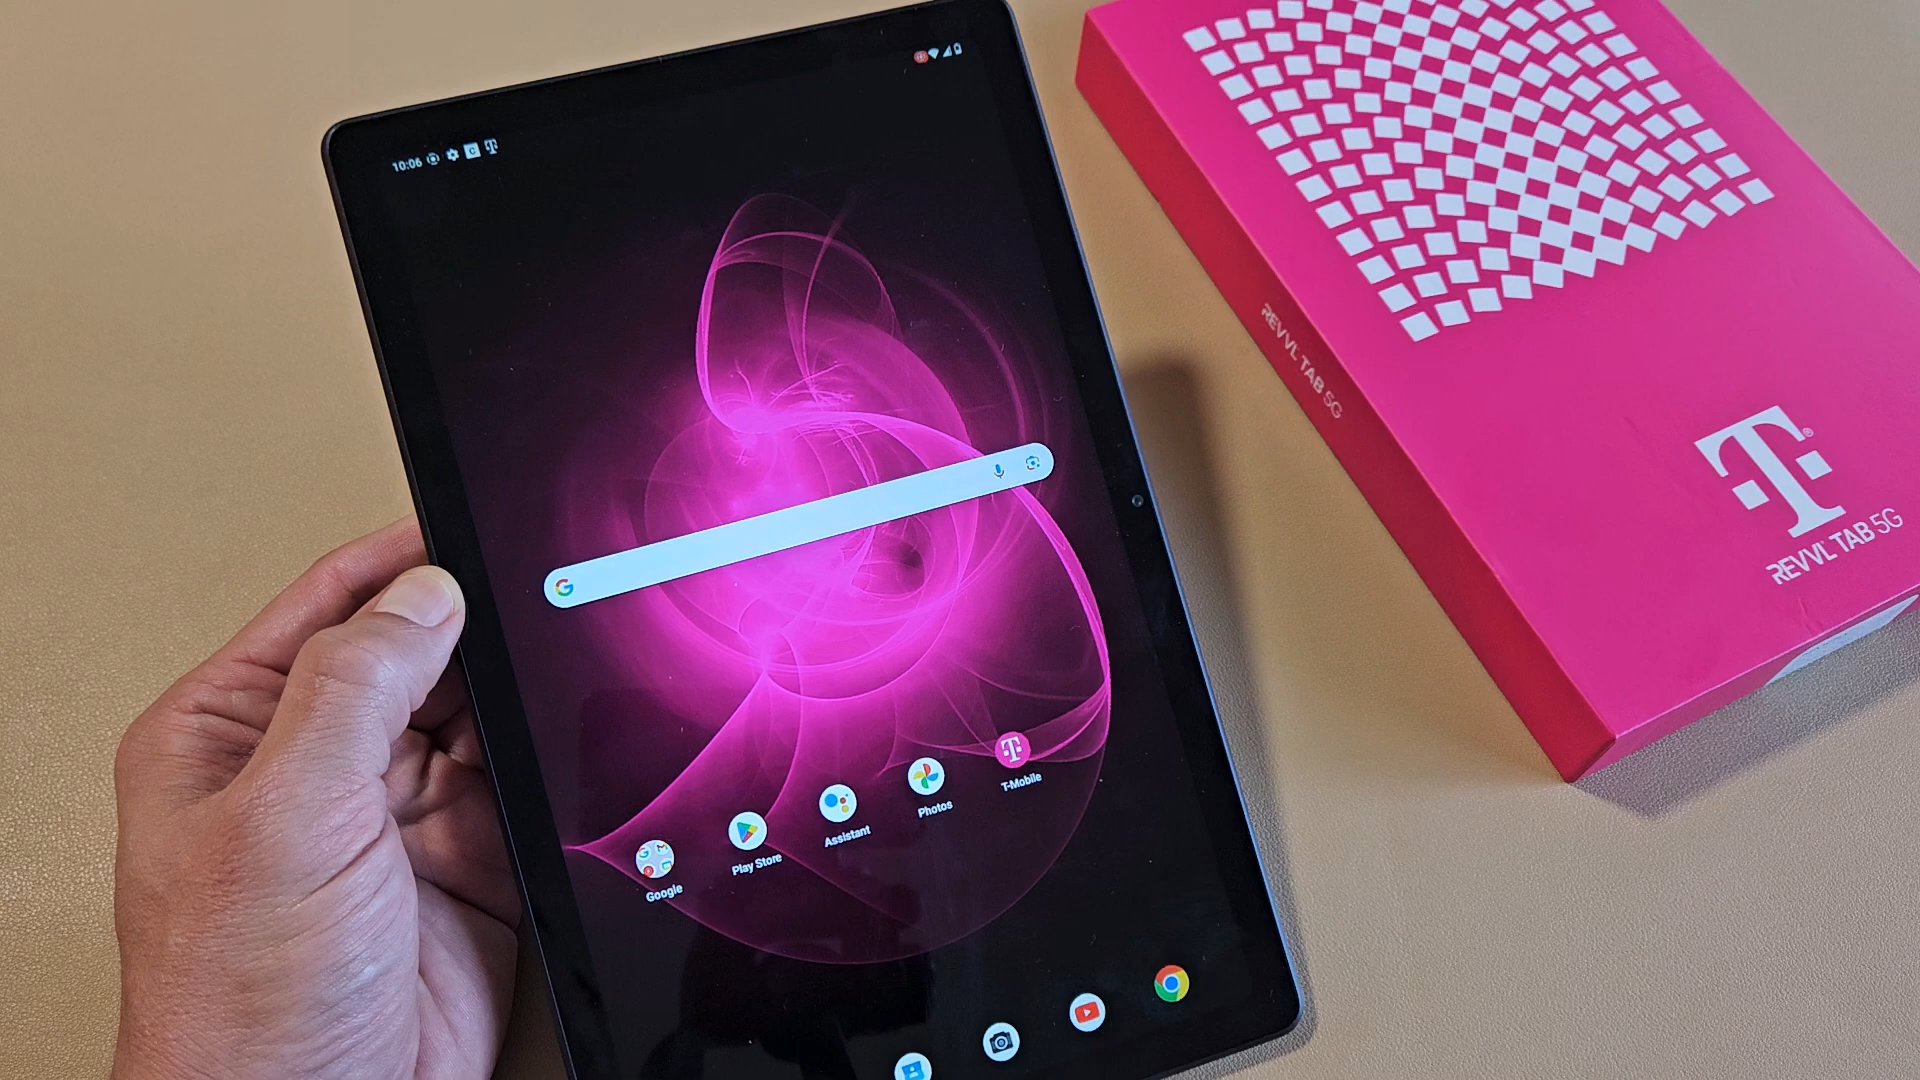 10:06
Google
Play Store
Assistant
Photos
T-Mobile
REVVL TAB 5G
T
REVVL TAB 5G